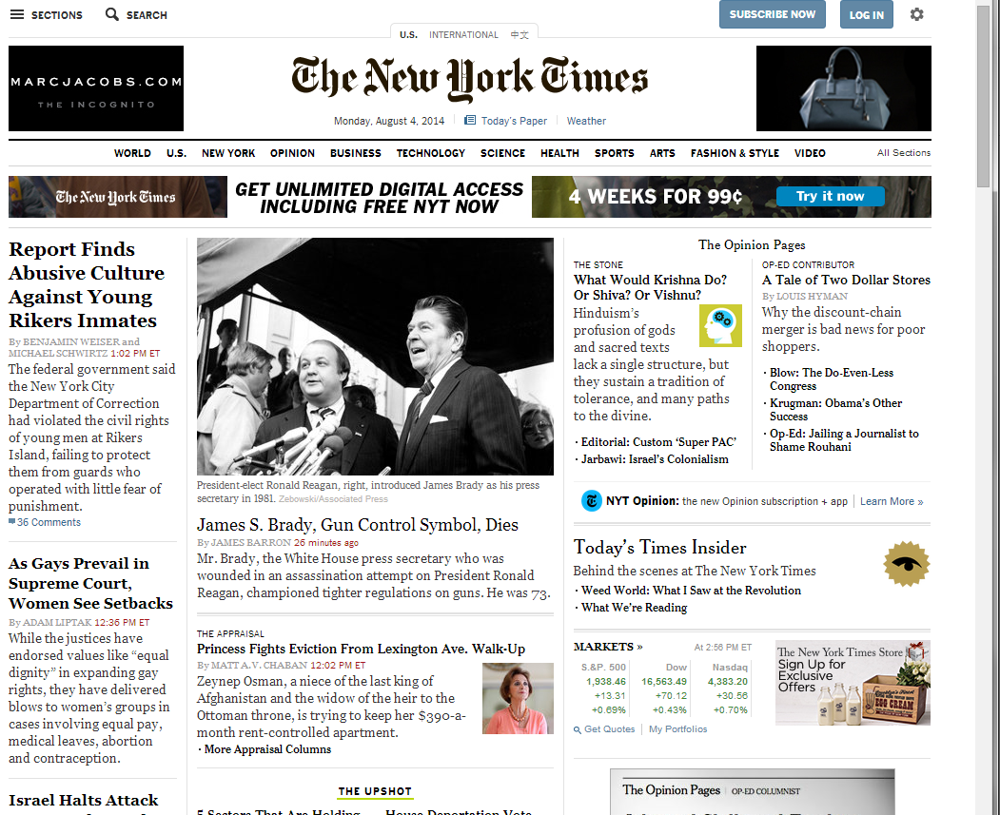 SECTIONS SEARCH SUBSCRIBE NOW LOG IN
U.S. INTERNATIONAL 中文
MARCJACOBS.COM
THE INCOGNITO
The New York Times
Monday, August 4, 2014 Today's Paper Weather
WORLD U.S. NEW YORK OPINION BUSINESS TECHNOLOGY SCIENCE HEALTH SPORTS ARTS FASHION & STYLE VIDEO All Sections
The New York Times
GET UNLIMITED DIGITAL ACCESS
INCLUDING FREE NYT NOW
4 WEEKS FOR 99¢ Try it now
Report Finds
Abusive Culture
Against Young
Rikers Inmates
By BENJAMIN WEISER and
MICHAEL SCHWIRTZ 1:02 PM ET
The federal government said
the New York City
Department of Correction
had violated the civil rights
of young men at Rikers
Island, failing to protect
them from guards who
operated with little fear of
punishment.
36 Comments
As Gays Prevail in
Supreme Court,
Women See Setbacks
By ADAM LIPTAK 12:36 PM ET
While the justices have
endorsed values like “equal
dignity” in expanding gay
rights, they have delivered
blows to women’s groups in
cases involving equal pay,
medical leaves, abortion
and contraception.
Israel Halts Attack
President-elect Ronald Reagan, right, introduced James Brady as his press
secretary in 1981. Zebowski/Associated Press
James S. Brady, Gun Control Symbol, Dies
By JAMES BARRON 26 minutes ago
Mr. Brady, the White House press secretary who was
wounded in an assassination attempt on President Ronald
Reagan, championed tighter regulations on guns. He was 73.
THE APPRAISAL
Princess Fights Eviction From Lexington Ave. Walk-Up
By MATT A.V. CHABAN 12:02 PM ET
Zeynep Osman, a niece of the last king of
Afghanistan and the widow of the heir to the
Ottoman throne, is trying to keep her $390-a-
month rent-controlled apartment.
· More Appraisal Columns
THE UPSHOT
5 Sectors That Are Holding
House Deportation Vote
The Opinion Pages
THE STONE
What Would Krishna Do?
Or Shiva? Or Vishnu?
Hinduism’s
profusion of gods
and sacred texts
lack a single structure, but
they sustain a tradition of
tolerance, and many paths
to the divine.
· Editorial: Custom ‘Super PAC’
· Jarbawi: Israel’s Colonialism
OP-ED CONTRIBUTOR
A Tale of Two Dollar Stores
By LOUIS HYMAN
Why the discount-chain
merger is bad news for poor
shoppers.
· Blow: The Do-Even-Less
Congress
· Krugman: Obama’s Other
Success
· Op-Ed: Jailing a Journalist to
Shame Rouhani
NYT Opinion: the new Opinion subscription + app Learn More »
Today’s Times Insider
Behind the scenes at The New York Times
· Weed World: What I Saw at the Revolution
· What We’re Reading
MARKETS » At 2:56 PM ET
S.&P. 500 Dow Nasdaq
1,938.46 16,563.49 4,383.20
+13.31 +70.12 +30.56
+0.69% +0.43% +0.70%
Get Quotes My Portfolios
The New York Times Store
Sign Up for
Exclusive
Offers
EGG CREAM
The Opinion Pages OP-ED COLUMNIST